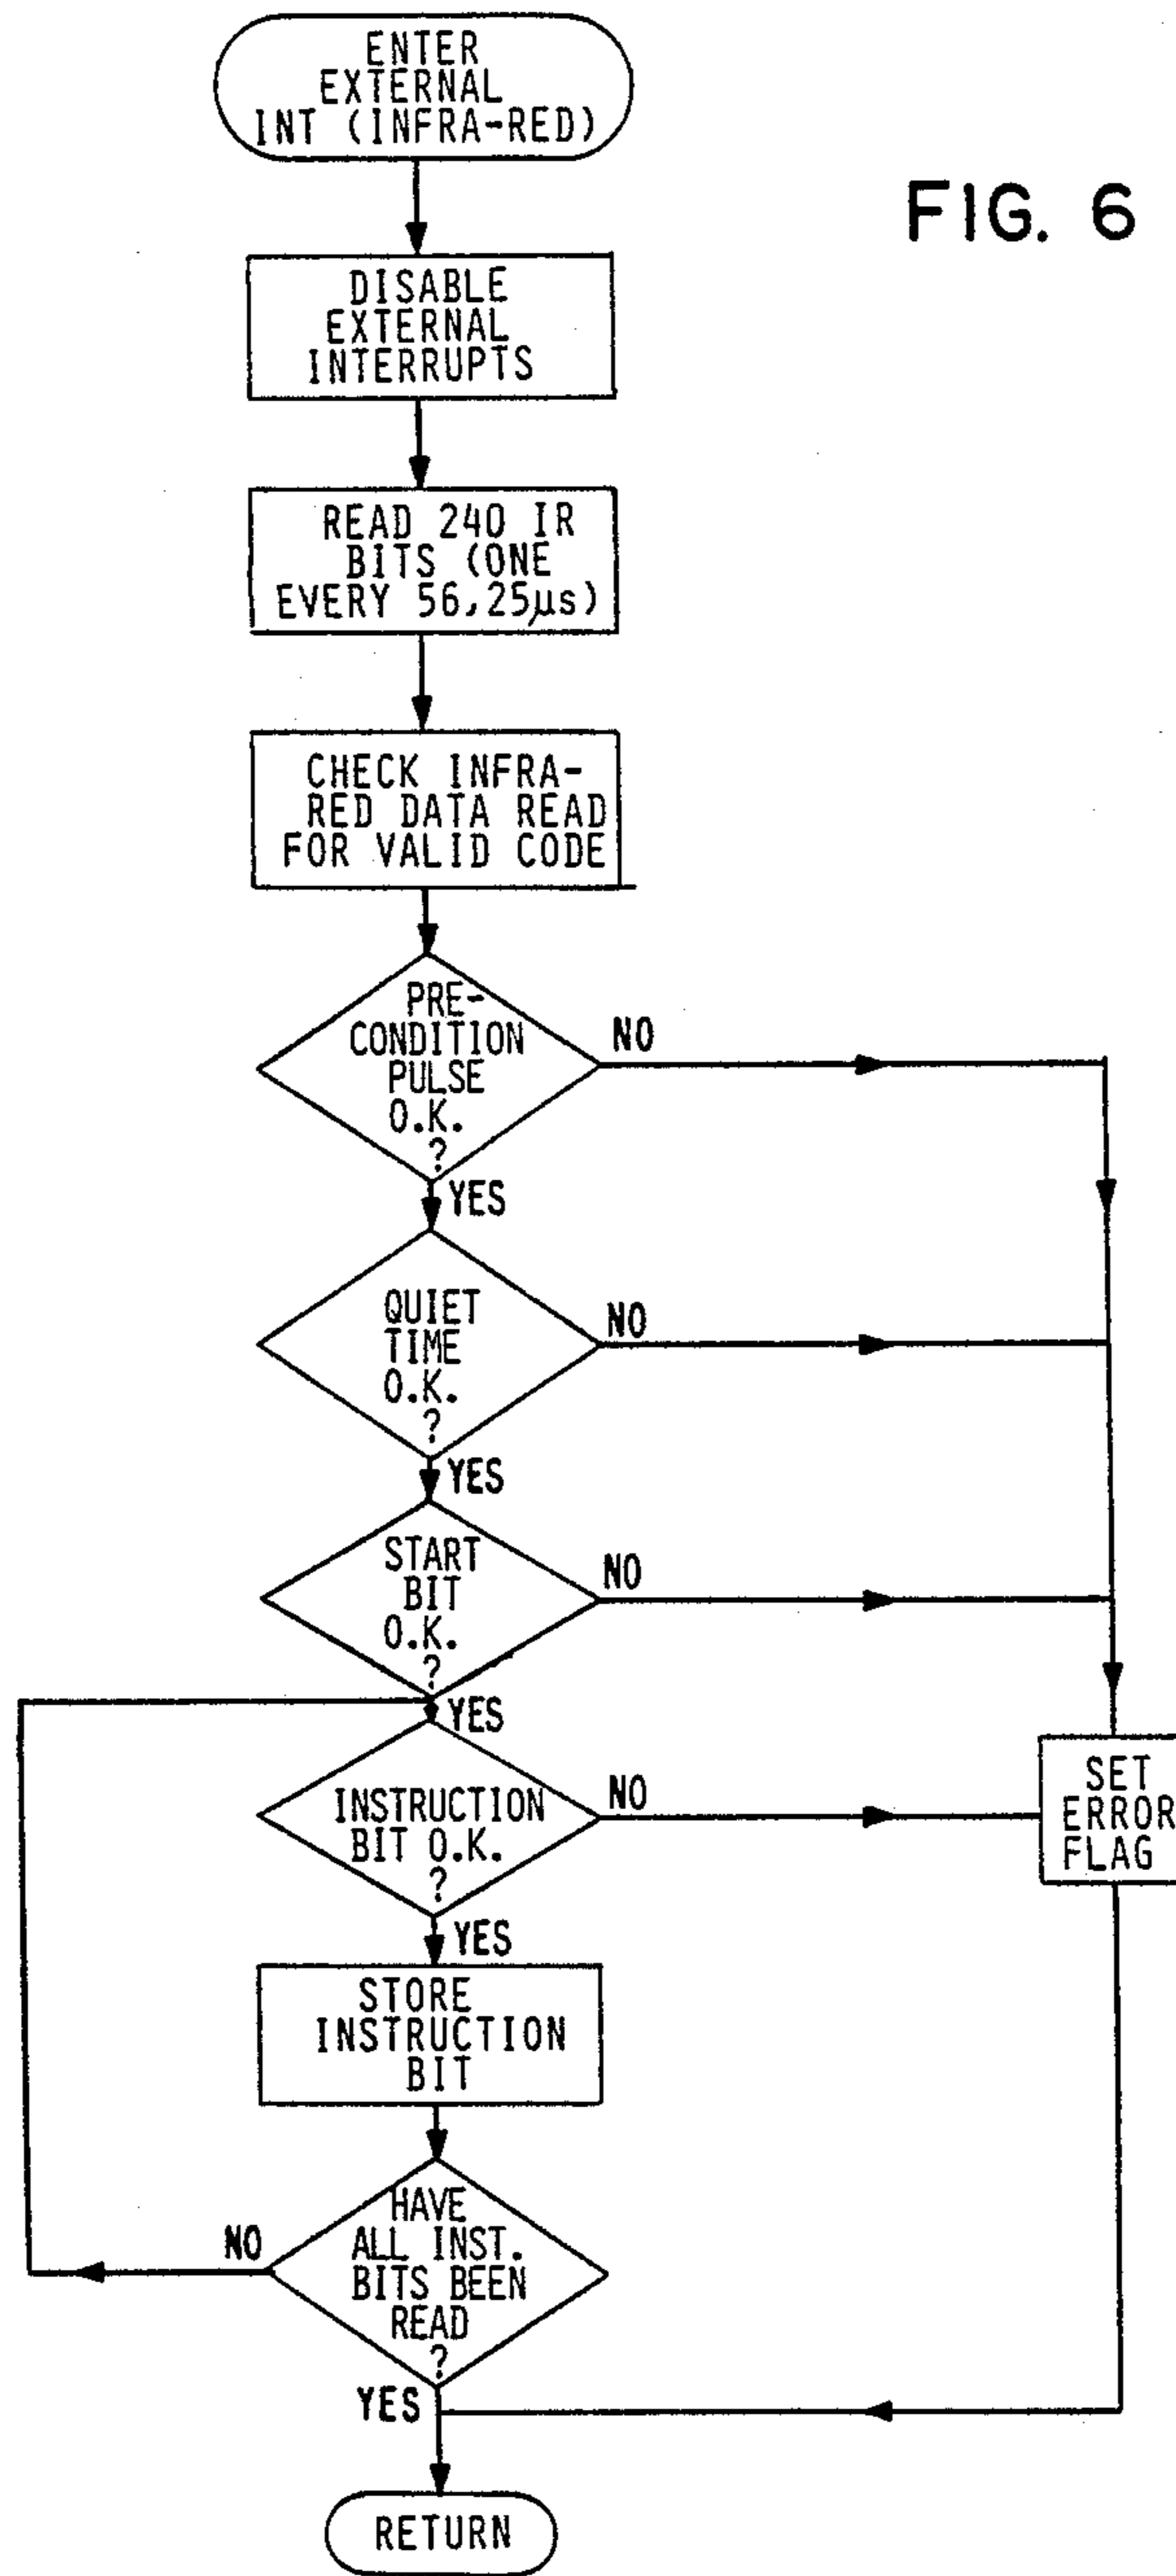 ENTER
EXTERNAL
INT (INFRA-RED)
FIG. 6
DISABLE
EXTERNAL
INTERRUPTS
READ 240 IR
BITS (ONE
EVERY 56,25µs)
CHECK INFRA-
RED DATA READ
FOR VALID CODE
PRE-
CONDITION
PULSE
O.K.
?
NO
YES
QUIET
TIME
O.K.
?
NO
YES
START
BIT
O.K.
?
NO
YES
INSTRUCTION
BIT O.K.
?
NO
SET
ERROR
FLAG
YES
STORE
INSTRUCTION
BIT
HAVE
ALL INST.
BITS BEEN
READ
?
NO
YES
RETURN